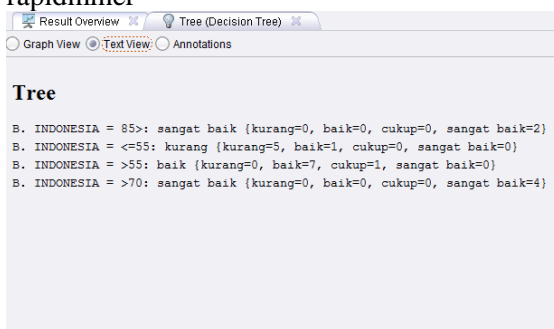 rapidminer
Result Overview Tree (Decision Tree)
Graph View Text View Annotations
Tree
B. INDONESIA = 85>: sangat baik {kurang=0, baik=0, cukup=0, sangat baik=2}
B. INDONESIA = <=55: kurang {kurang=5, baik=1, cukup=0, sangat baik=0}
B. INDONESIA = >55: baik {kurang=0, baik=7, cukup=1, sangat baik=0}
B. INDONESIA = >70: sangat baik {kurang=0, baik=0, cukup=0, sangat baik=4}